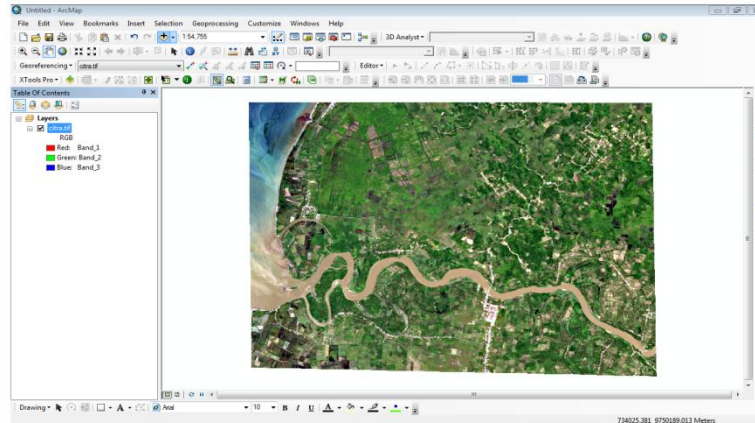 Untitled - ArcMap
File Edit View Bookmarks Insert Selection Geoprocessing Customize Windows Help
1:54.755
3D Analyst
Georeferencing citra.tif Editor
XTools Pro
Table Of Contents
Layers
citra.tif
RGB
Red: Band_1
Green: Band_2
Blue: Band_3
Drawing A Arial 10 B I U A
734025.381 9750189.013 Meters